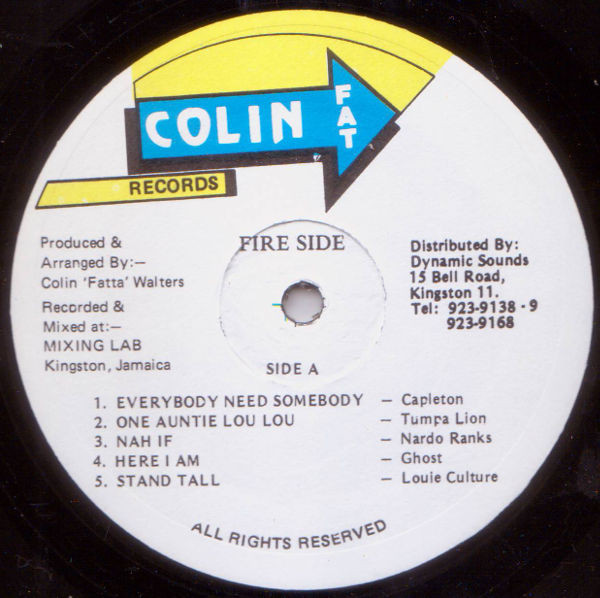 COLIN FAT
RECORDS
Produced &
Arranged By:—
Colin 'Fatta' Walters
Recorded &
Mixed at:—
MIXING LAB
Kingston, Jamaica
FIRE SIDE
SIDE A
Distributed By:
Dynamic Sounds
15 Bell Road,
Kingston 11.
Tel: 923-9138 - 9
923-9168
1. EVERYBODY NEED SOMEBODY — Capleton
2. ONE AUNTIE LOU LOU — Tumpa Lion
3. NAH IF — Nardo Ranks
4. HERE I AM — Ghost
5. STAND TALL — Louie Culture
ALL RIGHTS RESERVED